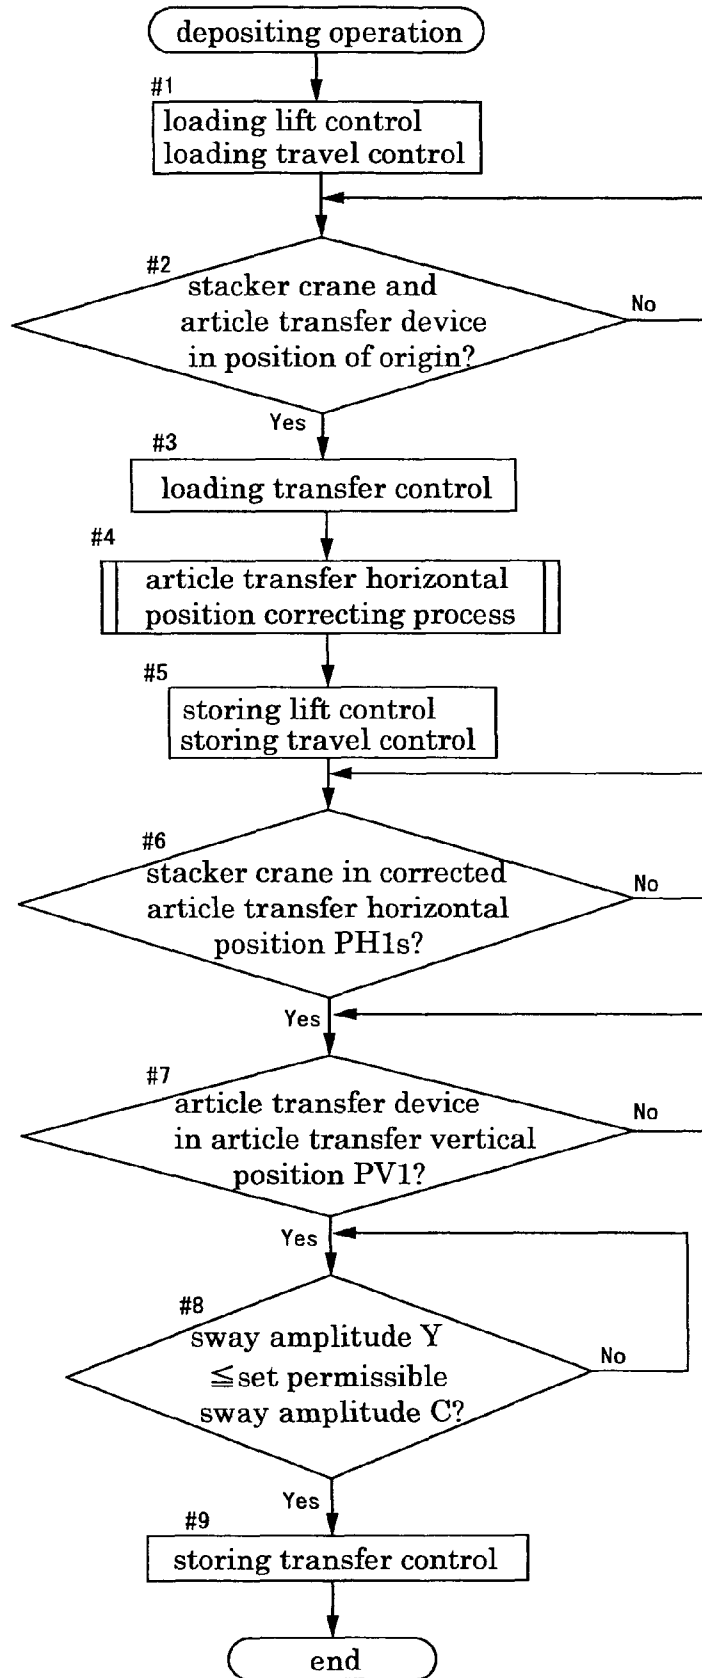 depositing operation
#1
loading lift control
loading travel control
#2
stacker crane and
article transfer device
in position of origin?
No
Yes
#3
loading transfer control
#4
article transfer horizontal
position correcting process
#5
storing lift control
storing travel control
#6
stacker crane in corrected
article transfer horizontal
position PH1s?
No
Yes
#7
article transfer device
in article transfer vertical
position PV1?
No
Yes
#8
sway amplitude Y
≦set permissible
sway amplitude C?
No
Yes
#9
storing transfer control
end